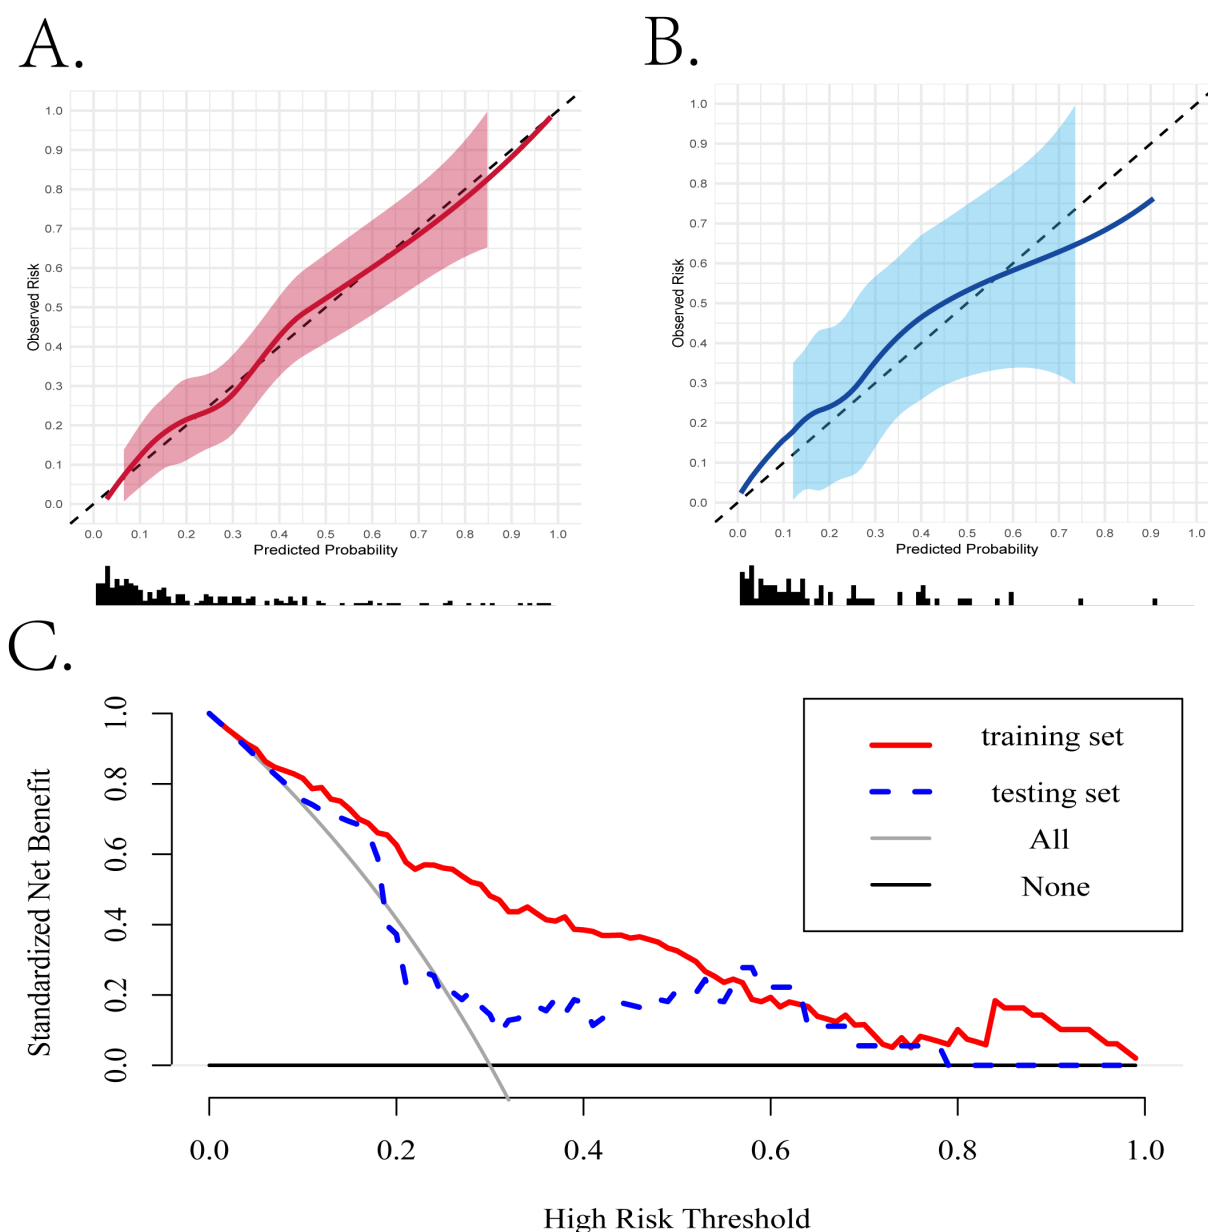 A.
1.0
0.9
0.8
0.7
0.6
0.5
0.4
0.3
0.2
0.1
0.0
Observed Risk
0.0 0.1 0.2 0.3 0.4 0.5 0.6 0.7 0.8 0.9 1.0
Predicted Probability
B.
1.0
0.9
0.8
0.7
0.6
0.5
0.4
0.3
0.2
0.1
0.0
Observed Risk
0.0 0.1 0.2 0.3 0.4 0.5 0.6 0.7 0.8 0.9 1.0
Predicted Probability
C.
Standardized Net Benefit
1.0
0.8
0.6
0.4
0.2
0.0
training set
testing set
All
None
0.0 0.2 0.4 0.6 0.8 1.0
High Risk Threshold